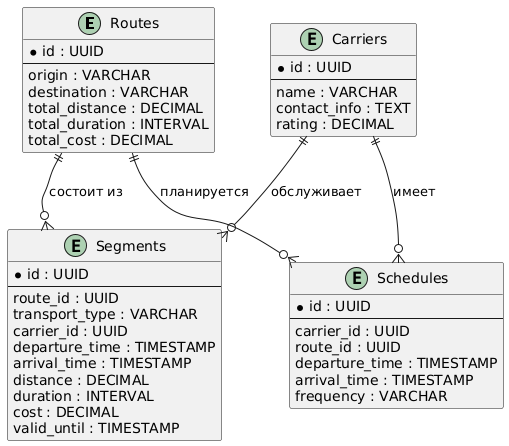 E Routes
* id : UUID
origin : VARCHAR
destination : VARCHAR
total_distance : DECIMAL
total_duration : INTERVAL
total_cost : DECIMAL
E Carriers
* id : UUID
name : VARCHAR
contact_info : TEXT
rating : DECIMAL
состоит из
планируется
обслуживает
имеет
E Segments
* id : UUID
route_id : UUID
transport_type : VARCHAR
carrier_id : UUID
departure_time : TIMESTAMP
arrival_time : TIMESTAMP
distance : DECIMAL
duration : INTERVAL
cost : DECIMAL
valid_until : TIMESTAMP
E Schedules
* id : UUID
carrier_id : UUID
route_id : UUID
departure_time : TIMESTAMP
arrival_time : TIMESTAMP
frequency : VARCHAR